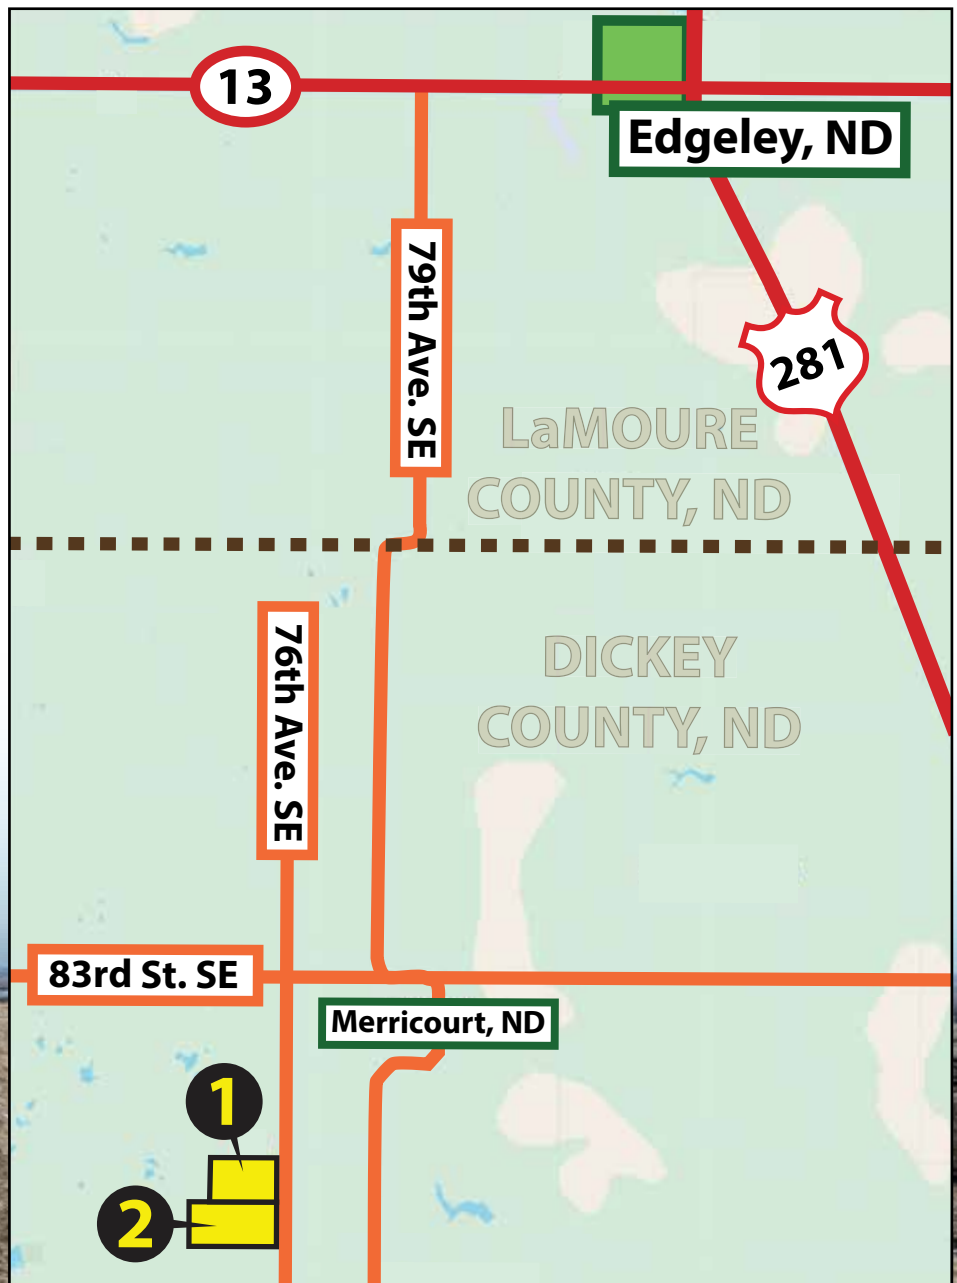 13
Edgeley, ND
79th Ave. SE
281
LaMOURE
COUNTY, ND
76th Ave. SE
DICKEY
COUNTY, ND
83rd St. SE
Merricourt, ND
1
2